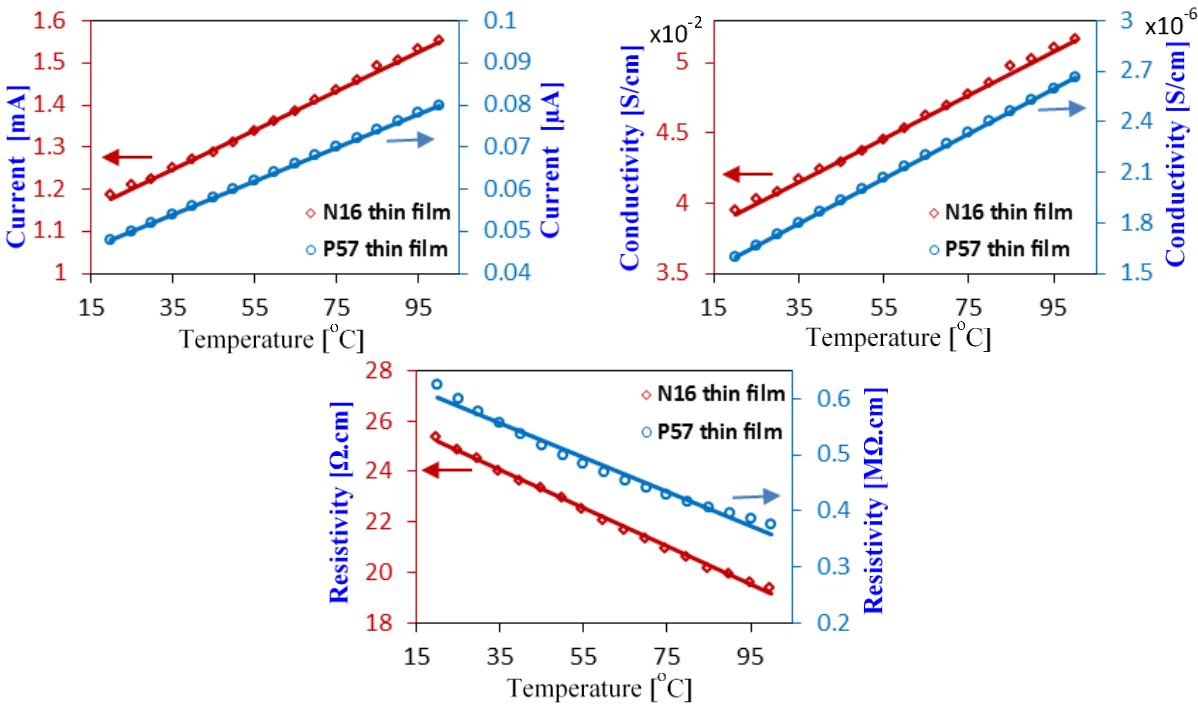 Current [mA]
1.6
1.5
1.4
1.3
1.2
1.1
1
0.1
0.09
0.08
0.07
0.06
0.05
0.04
Current [µA]
N16 thin film
P57 thin film
15 35 55 75 95
Temperature [°C]
Conductivity [S/cm]
x10-2
5
4.5
4
3.5
x10-6
3
2.7
2.4
2.1
1.8
1.5
Conductivity [S/cm]
N16 thin film
P57 thin film
15 35 55 75 95
Temperature [°C]
Resistivity [Ω.cm]
28
26
24
22
20
18
0.6
0.5
0.4
0.3
0.2
Resistivity [MΩ.cm]
N16 thin film
P57 thin film
15 35 55 75 95
Temperature [°C]